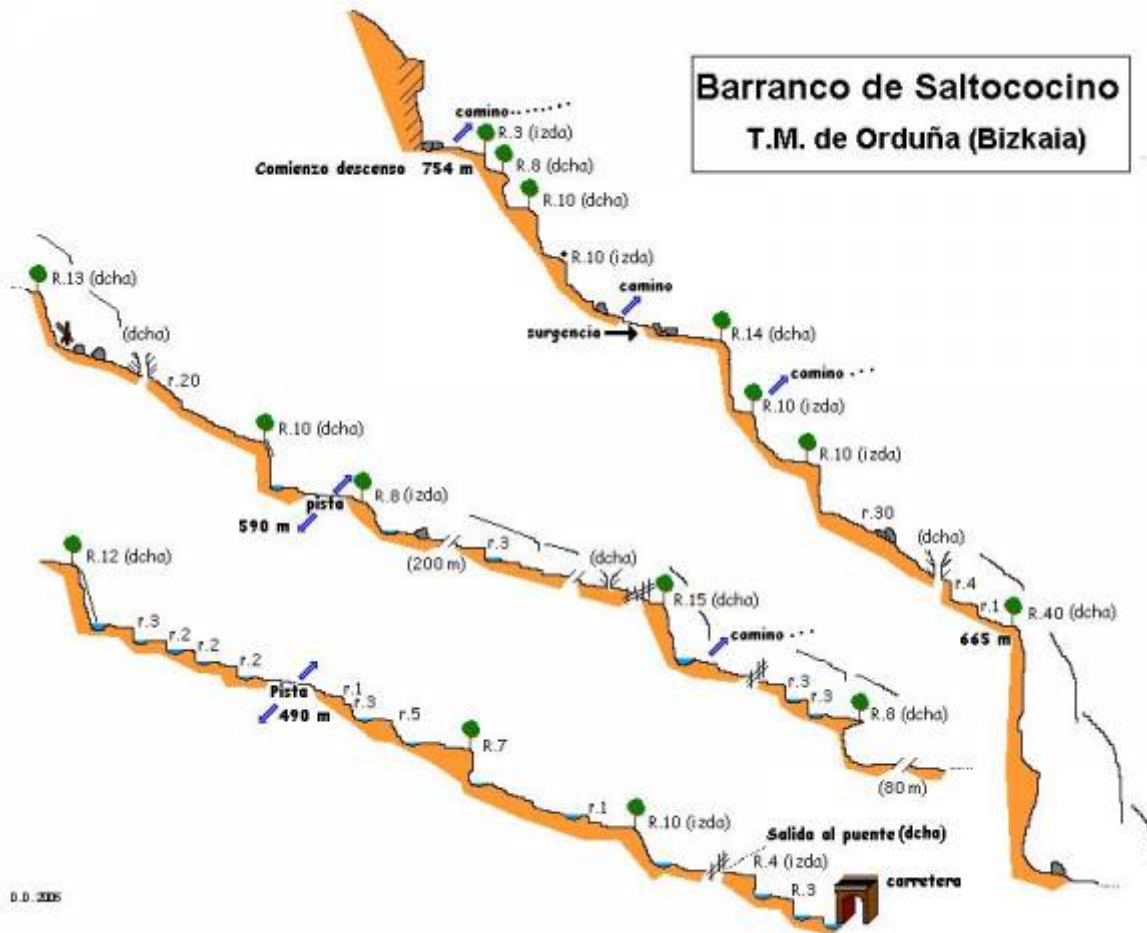 Barranco de Saltococino
T.M. de Orduña (Bizkaia)
camino
R.3 (izda)
R.8 (dcha)
Comienzo descenso 754 m
R.10 (dcha)
R.10 (izda)
camino
surgencia
R.14 (dcha)
camino
R.10 (izda)
R.10 (izda)
r.30
(dcha)
r.4
r.1
R.40 (dcha)
665 m
R.13 (dcha)
(dcha)
r.20
R.10 (dcha)
pista
590 m
R.8 (izda)
(200 m)
r.3
(dcha)
R.15 (dcha)
camino
r.3
r.3
R.8 (dcha)
(80 m)
R.12 (dcha)
r.3
r.2
r.2
r.2
Pista
490 m
r.1
r.3
r.5
R.7
r.1
R.10 (izda)
Salida al puente (dcha)
R.4 (izda)
R.3
carretera